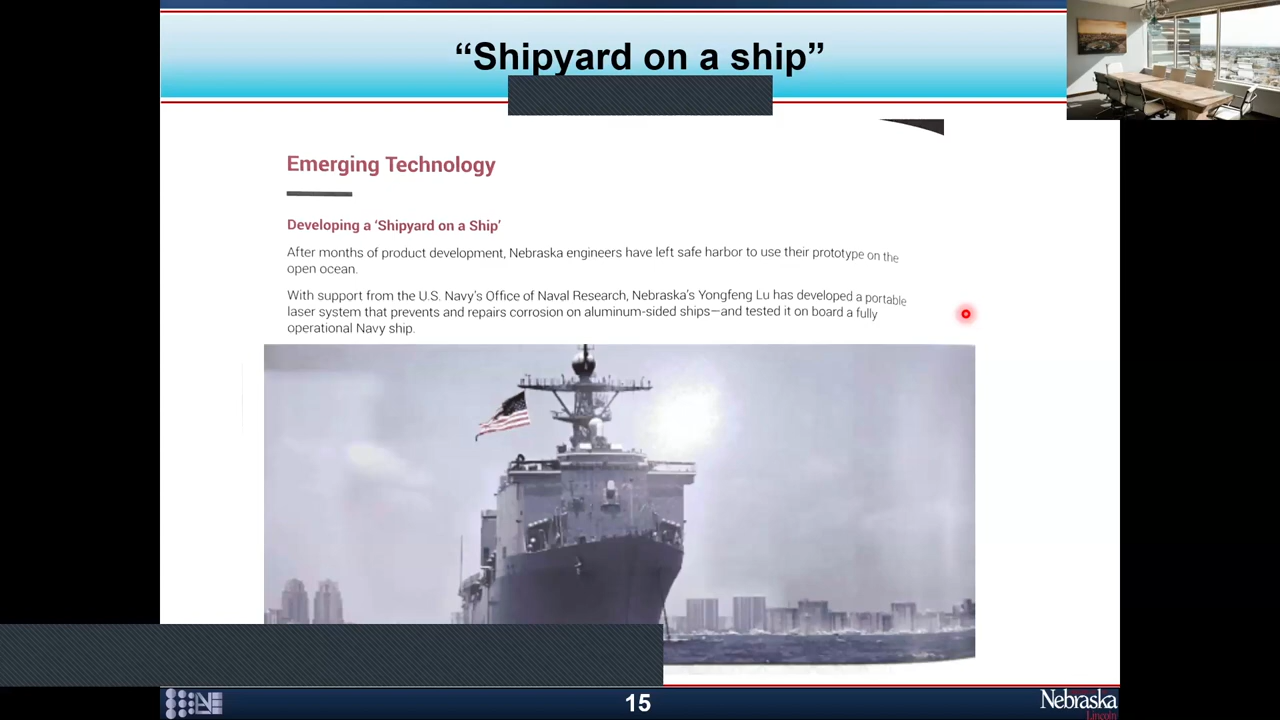 “Shipyard on a ship”
Emerging Technology
Developing a ‘Shipyard on a Ship’
After months of product development, Nebraska engineers have left safe harbor to use their prototype on the
open ocean.
With support from the U.S. Navy’s Office of Naval Research, Nebraska’s Yongfeng Lu has developed a portable
laser system that prevents and repairs corrosion on aluminum-sided ships—and tested it on board a fully
operational Navy ship.
15
Nebraska
Lincoln